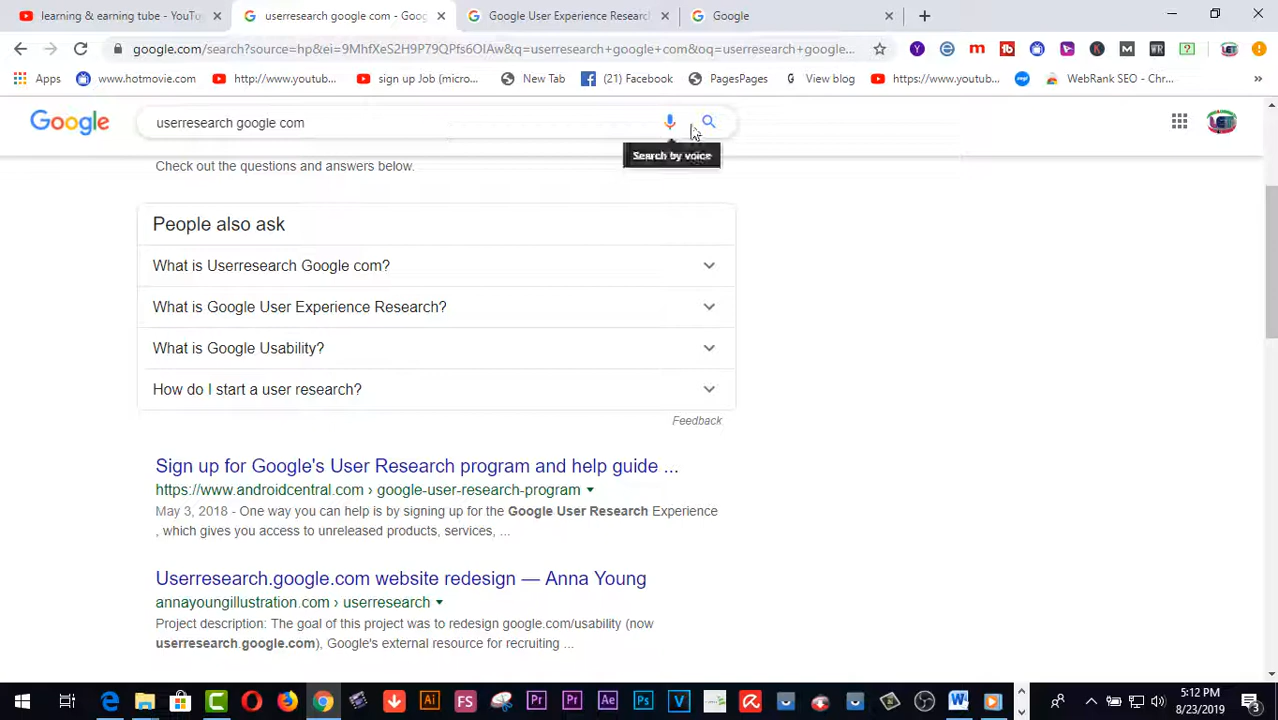 learning & earning tube - YouTub
userresearch google com - Goog
Google User Experience Research
Google
google.com/search?source=hp&ei=9MhfXeS2H9P79QPfs6OIAw&q=userresearch+google+com&oq=userresearch+google...
Apps
www.hotmovie.com
http://www.youtub...
sign up Job (micro...
New Tab
(21) Facebook
PagesPages
View blog
https://www.youtub...
WebRank SEO - Chr...
Google
userresearch google com
Search by voice
Check out the questions and answers below.
People also ask
What is Userresearch Google com?
What is Google User Experience Research?
What is Google Usability?
How do I start a user research?
Feedback
Sign up for Google's User Research program and help guide ...
https://www.androidcentral.com › google-user-research-program
May 3, 2018 - One way you can help is by signing up for the Google User Research Experience
, which gives you access to unreleased products, services, ...
Userresearch.google.com website redesign — Anna Young
annayoungillustration.com › userresearch
Project description: The goal of this project was to redesign google.com/usability (now
userresearch.google.com), Google's external resource for recruiting ...
5:12 PM
8/23/2019